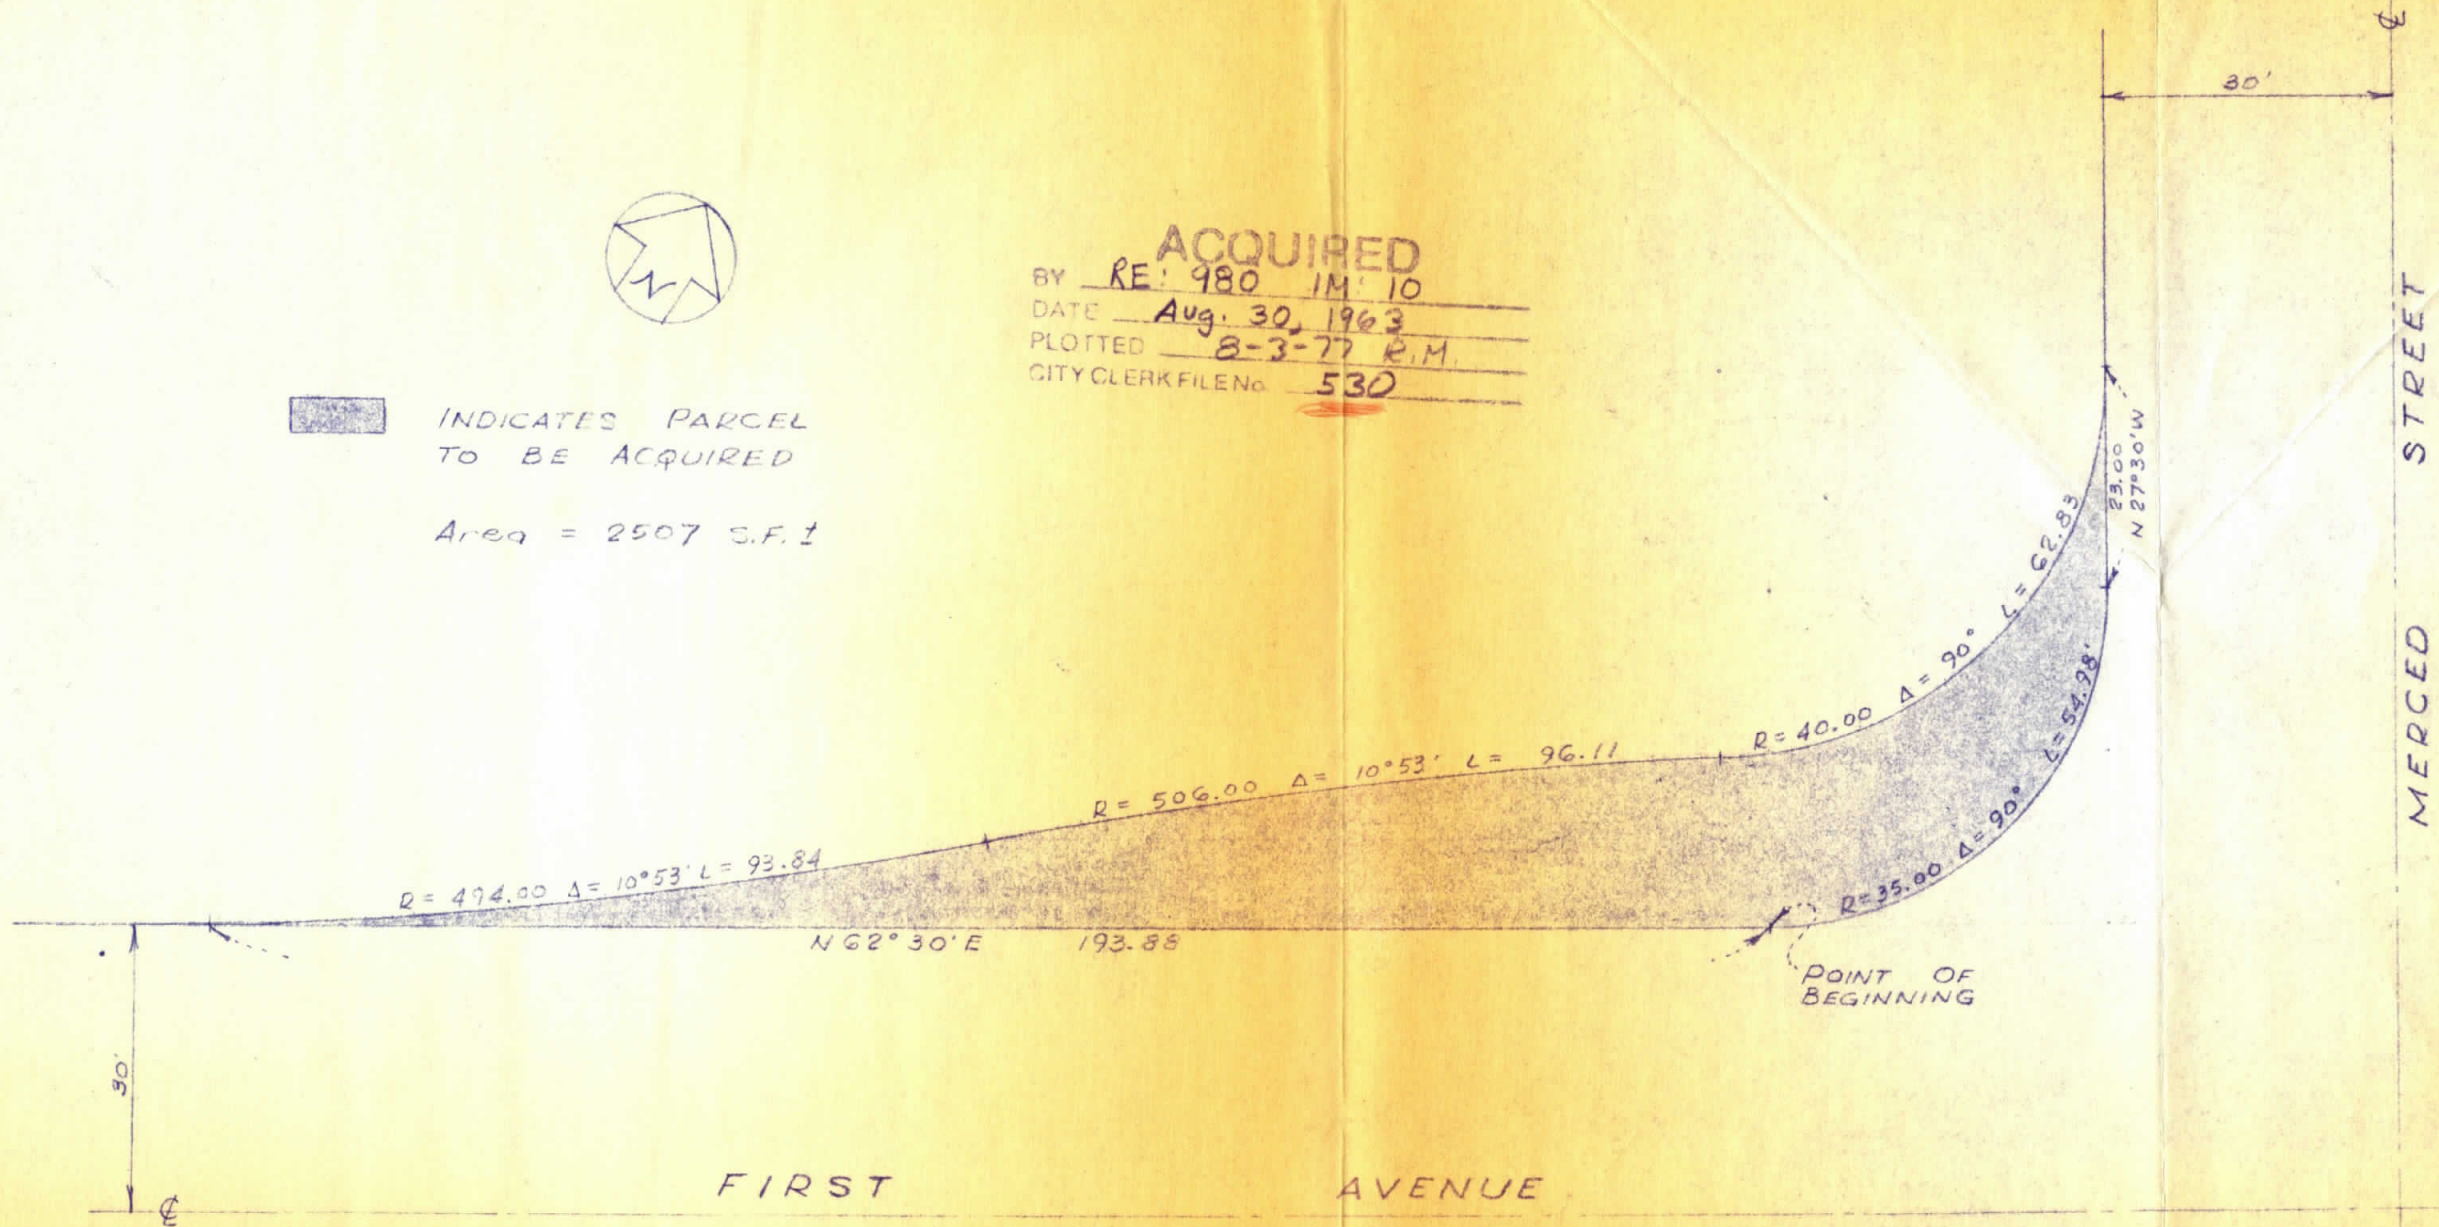 ℄
30'
N
ACQUIRED
BY RE: 980 IM: 10
DATE Aug. 30, 1963
PLOTTED 8-3-77 R.M.
CITY CLERK FILE No. 530
INDICATES PARCEL
TO BE ACQUIRED
Area = 2507 S.F. ±
23.00
N 27°30'W
MERCED STREET
R= 40.00 Δ= 90° L= 62.83
R= 506.00 Δ= 10°53' L= 96.11
R= 494.00 Δ= 10°53' L= 93.84
R=35.00 Δ=90° L=54.98'
N 62°30'E 193.88
POINT OF
BEGINNING
30'
FIRST AVENUE
℄